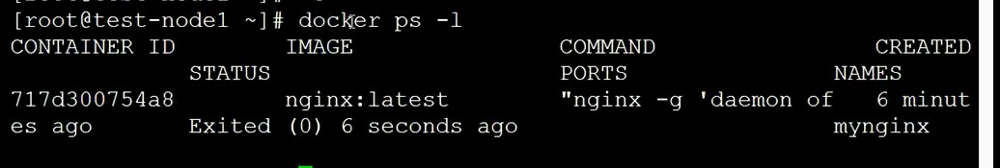 [root@test-node1 ~]# docker ps -l
CONTAINER ID IMAGE COMMAND CREATED
STATUS PORTS NAMES
717d300754a8 nginx:latest "nginx -g 'daemon of 6 minut
es ago Exited (0) 6 seconds ago mynginx